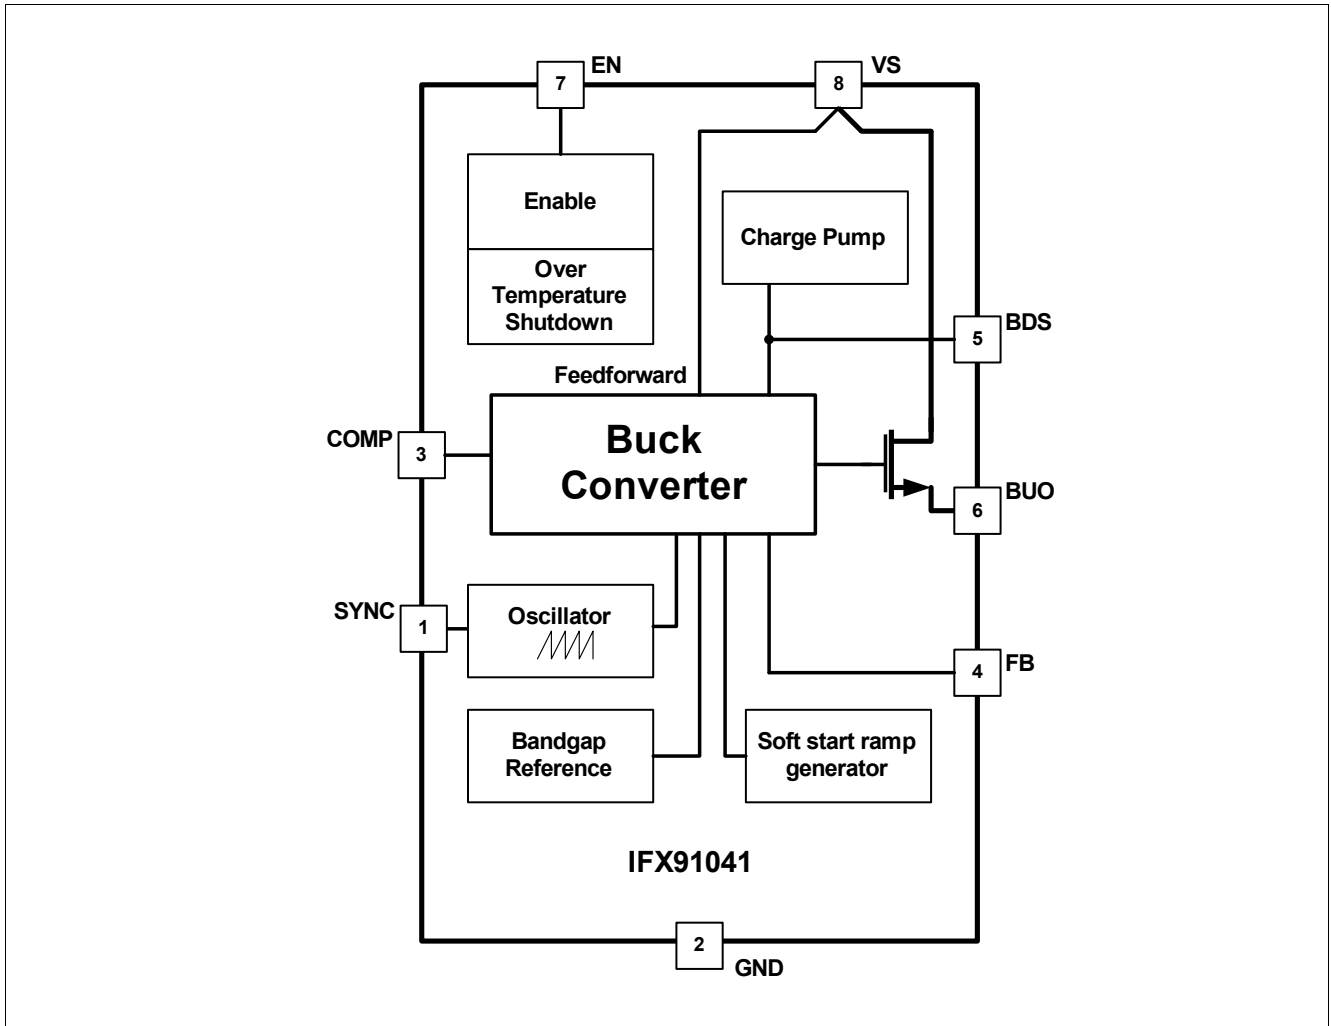 EN
7
VS
8
Enable
Charge Pump
Over
Temperature
Shutdown
BDS
5
Feedforward
COMP
3
Buck
Converter
BUO
6
SYNC
1
Oscillator
FB
4
Bandgap
Reference
Soft start ramp
generator
IFX91041
2
GND